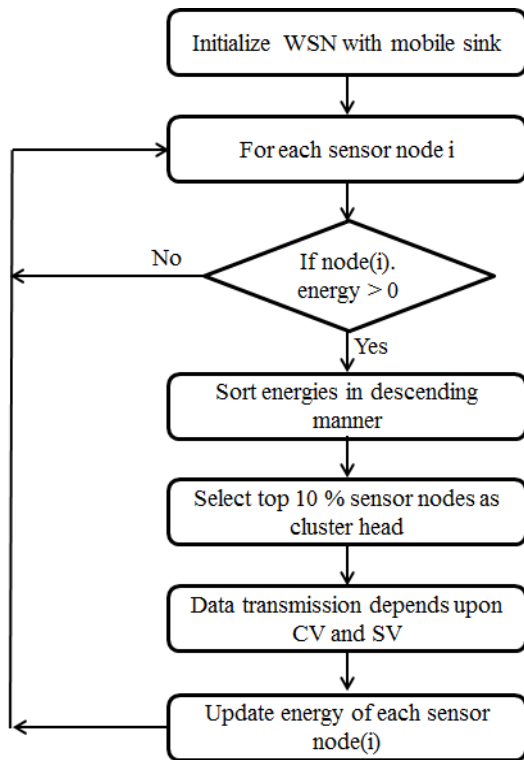 Initialize WSN with mobile sink
For each sensor node i
No
If node(i).
energy > 0
Yes
Sort energies in descending
manner
Select top 10 % sensor nodes as
cluster head
Data transmission depends upon
CV and SV
Update energy of each sensor
node(i)